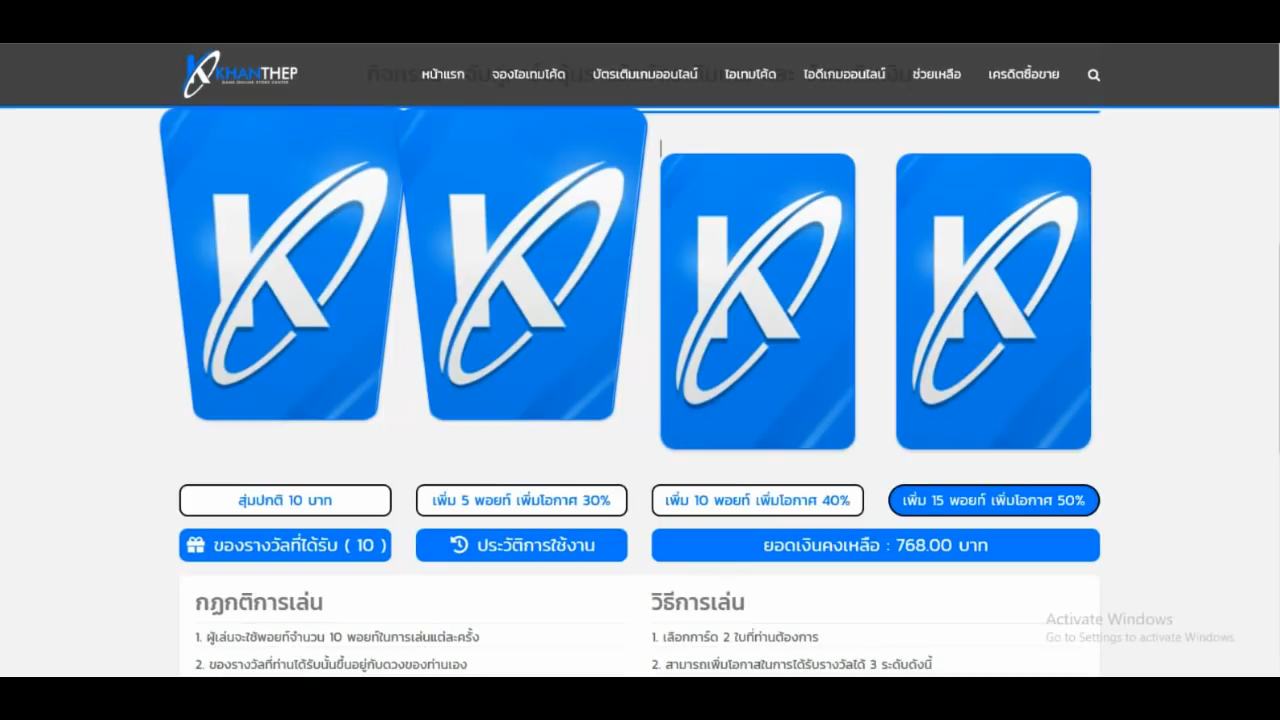 KHANTHEP
GAME ONLINE STORE CENTER
หน้าแรก
จองไอเทมโค้ด
บัตรเติมเกมออนไลน์
ไอเทมโค้ด
ไอดีเกมออนไลน์
ช่วยเหลือ
เครดิตซื้อขาย
K
K
K
K
สุ่มปกติ 10 บาท
เพิ่ม 5 พอยท์ เพิ่มโอกาศ 30%
เพิ่ม 10 พอยท์ เพิ่มโอกาศ 40%
เพิ่ม 15 พอยท์ เพิ่มโอกาศ 50%
ของรางวัลที่ได้รับ ( 10 )
ประวัติการใช้งาน
ยอดเงินคงเหลือ : 768.00 บาท
กฎกติการเล่น
1. ผู้เล่นจะใช้พอยท์จำนวน 10 พอยท์ในการเล่นแต่ละครั้ง
2. ของรางวัลที่ท่านได้รับนั้นขึ้นอยู่กับดวงของท่านเอง
วิธีการเล่น
1. เลือกการ์ด 2 ใบที่ท่านต้องการ
2. สามารถเพิ่มโอกาสในการได้รับรางวัลได้ 3 ระดับดังนี้
Activate Windows
Go to Settings to activate Windows.